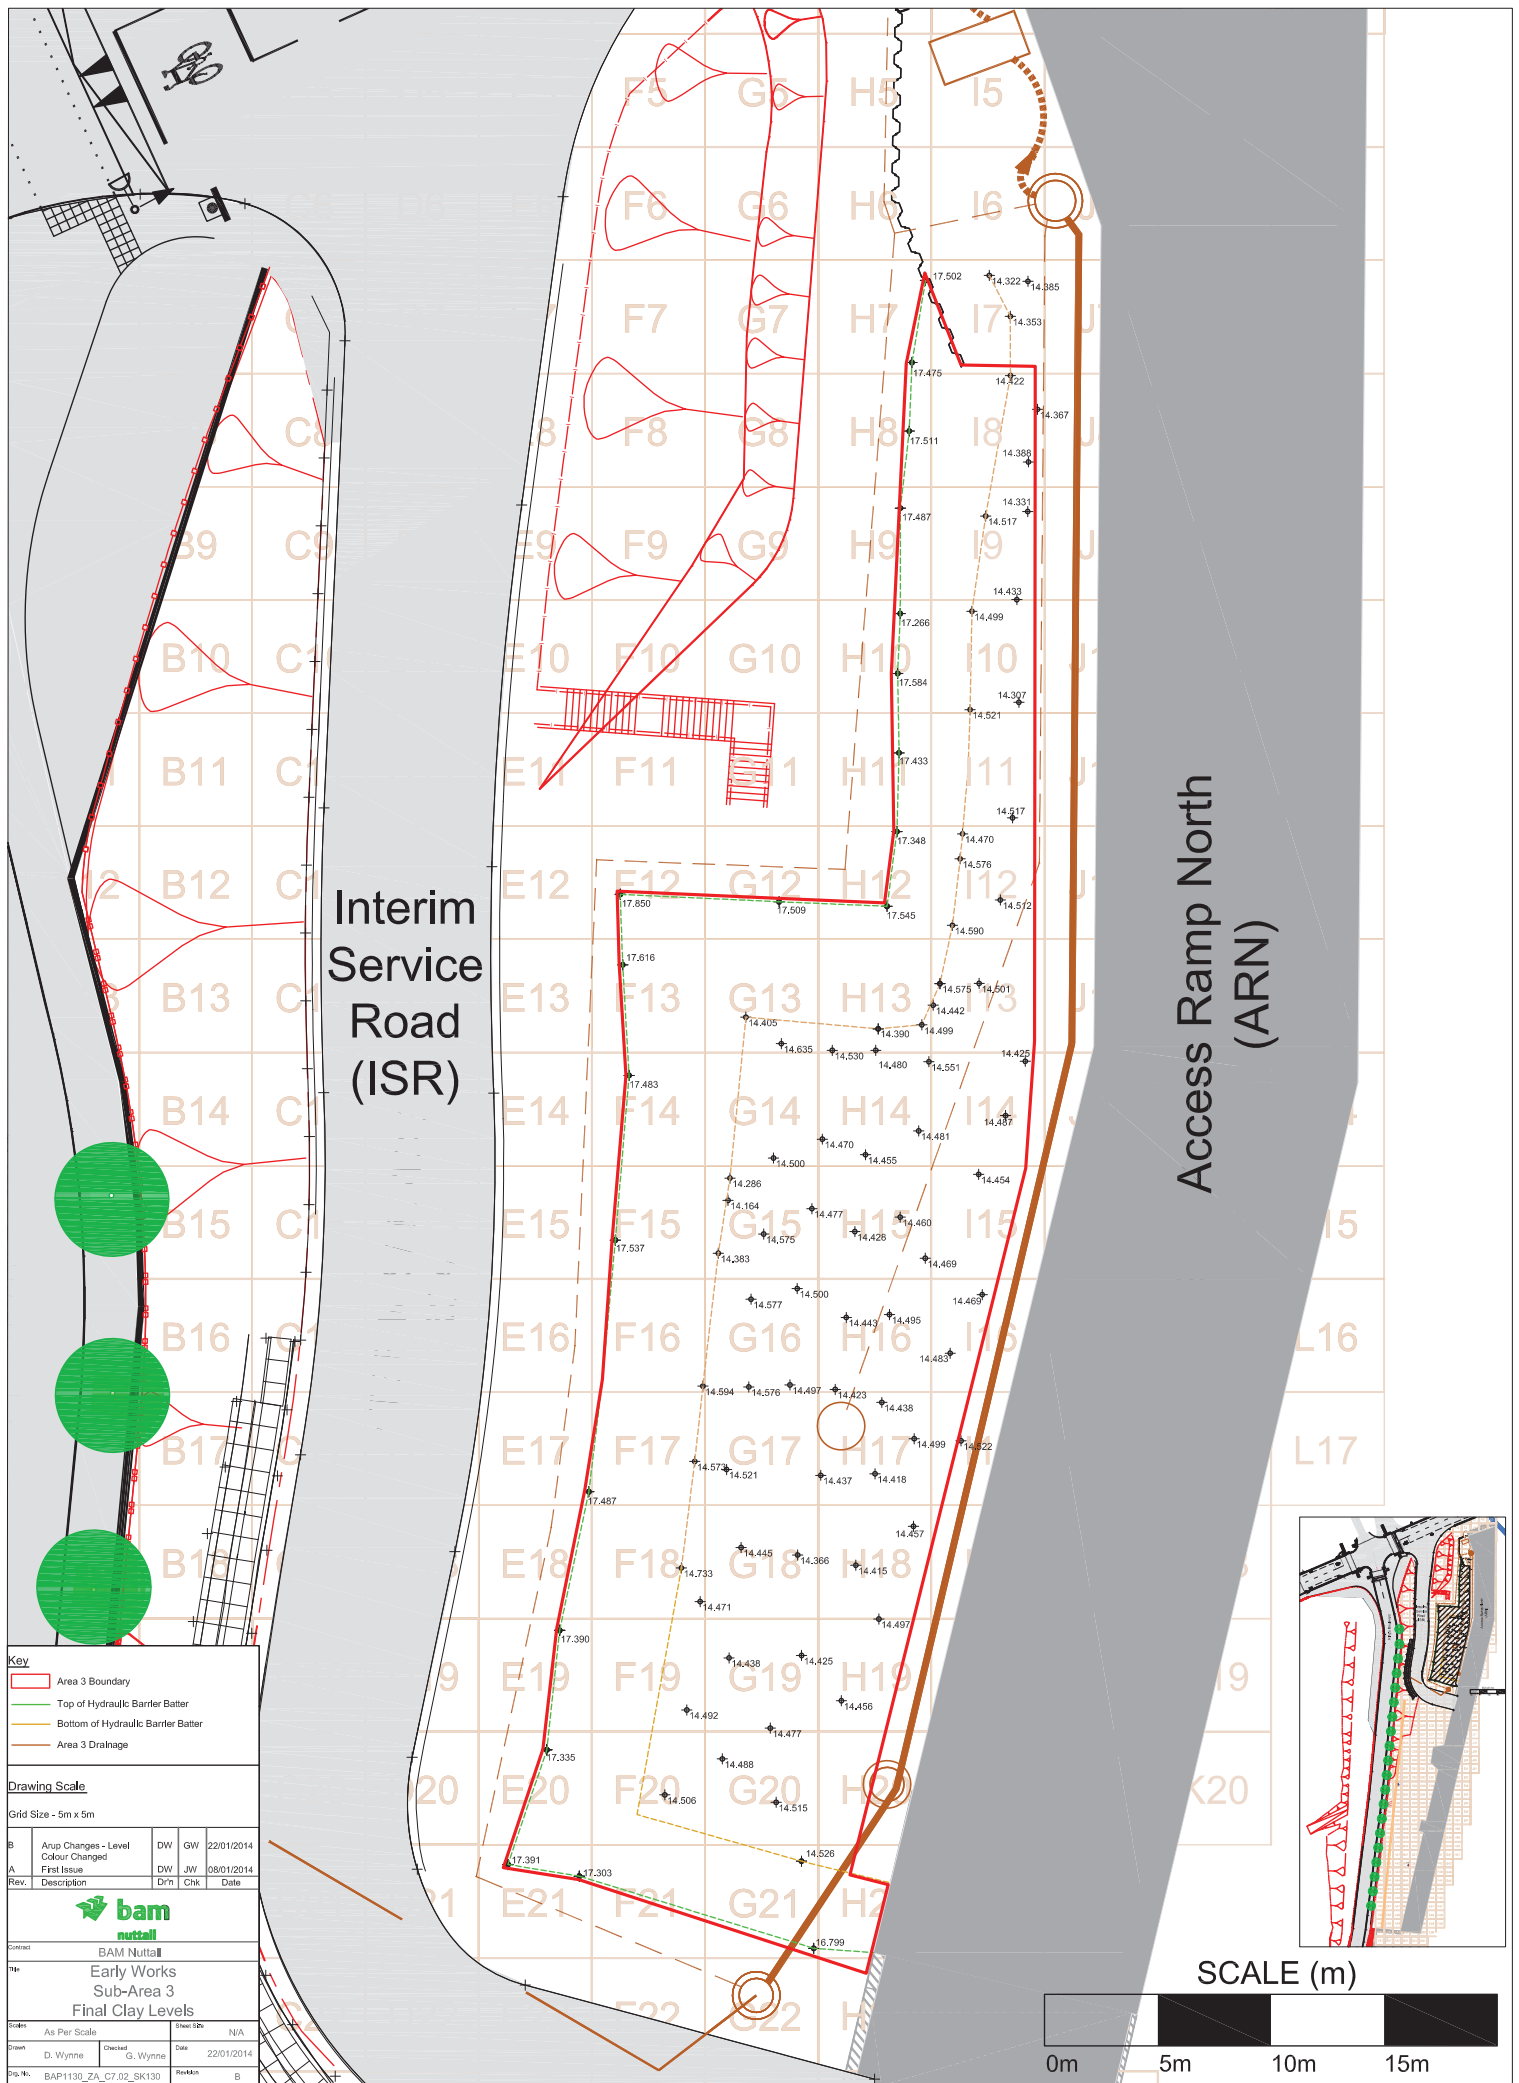 F5 G5 H5 I5
F6 G6 H6 I6
17.502
14.322
14.385
F7 G7 H7 I7
14.353
17.475
14.422
14.367
F8 G8 H8 I8
17.511
14.388
17.487
14.331
14.517
B9 C9 E9 F9 G9 H9 I9
14.433
17.266
14.499
B10 E10 F10 G10 H10 I10
17.584
14.307
14.521
17.433
B11 E11 F11 G11 I11
14.517
17.348
14.470
14.576
B12 E12 F12 G12 H12 I12
17.850
17.509
17.545
14.512
14.590
Interim
Service
Road
(ISR)
Access Ramp North
(ARN)
17.616
14.575
14.501
B13 E13 F13 G13 H13 I13
14.442
14.405
14.390
14.499
14.635
14.530
14.480
14.551
14.425
17.483
B14 E14 F14 G14 H14 I14
14.487
14.481
14.470
14.455
14.500
14.454
14.286
14.164
14.477
14.460
B15 E15 F15 G15 H15 I15
14.575
14.428
17.537
14.383
14.469
14.500
14.469
14.577
14.443
14.495
B16 E16 F16 G16 H16 I16 L16
14.483
14.594
14.576
14.497
14.423
14.438
B17 E17 F17 G17 H17 L17
14.499
14.522
14.573
14.521
14.437
14.418
17.487
14.457
14.445
14.366
14.415
E18 F18 G18 H18
14.733
14.471
14.497
17.390
14.438
14.425
E19 F19 G19 H19
14.456
14.492
14.477
17.335
14.488
E20 F20 G20 K20
14.506
14.515
14.526
17.391
17.303
E21 F21 G21
16.799
F22 G22
Key
Area 3 Boundary
Top of Hydraulic Barrier Batter
Bottom of Hydraulic Barrier Batter
Area 3 Drainage
Drawing Scale
Grid Size - 5m x 5m
B Arup Changes - Level Colour Changed DW GW 22/01/2014
A First Issue DW JW 08/01/2014
Rev. Description Dr'n Chk Date
bam
nuttall
Contract BAM Nuttall
Title Early Works
Sub-Area 3
Final Clay Levels
Scales As Per Scale Sheet Size N/A
Drawn D. Wynne Checked G. Wynne Date 22/01/2014
Drg. No. BAP1130_ZA_C7.02_SK130 Revision B
SCALE (m)
0m 5m 10m 15m